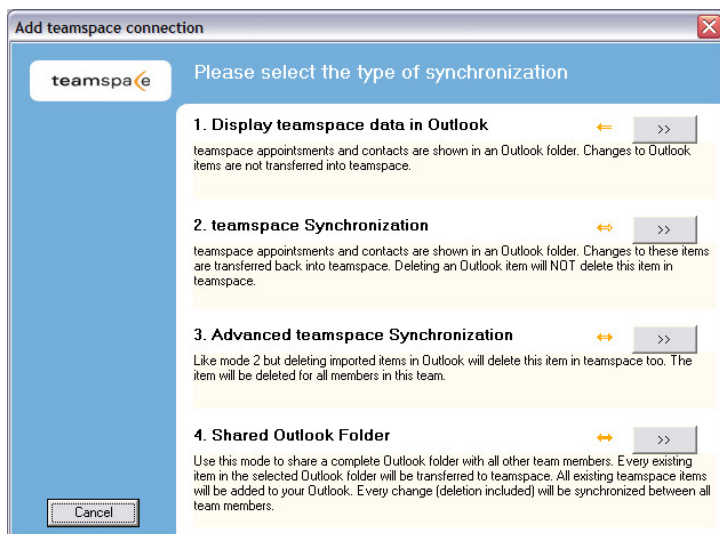 Add teamspace connection
teamspace
Please select the type of synchronization
1. Display teamspace data in Outlook
>>
teamspace appointsments and contacts are shown in an Outlook folder. Changes to Outlook
items are not transferred into teamspace.
2. teamspace Synchronization
>>
teamspace appointsments and contacts are shown in an Outlook folder. Changes to these items
are transferred back into teamspace. Deleting an Outlook item will NOT delete this item in
teamspace.
3. Advanced teamspace Synchronization
>>
Like mode 2 but deleting imported items in Outlook will delete this item in teamspace too. The
item will be deleted for all members in this team.
4. Shared Outlook Folder
>>
Use this mode to share a complete Outlook folder with all other team members. Every existing
item in the selected Outlook folder will be transferred to teamspace. All existing teamspace items
will be added to your Outlook. Every change (deletion included) will be synchronized between all
team members.
Cancel